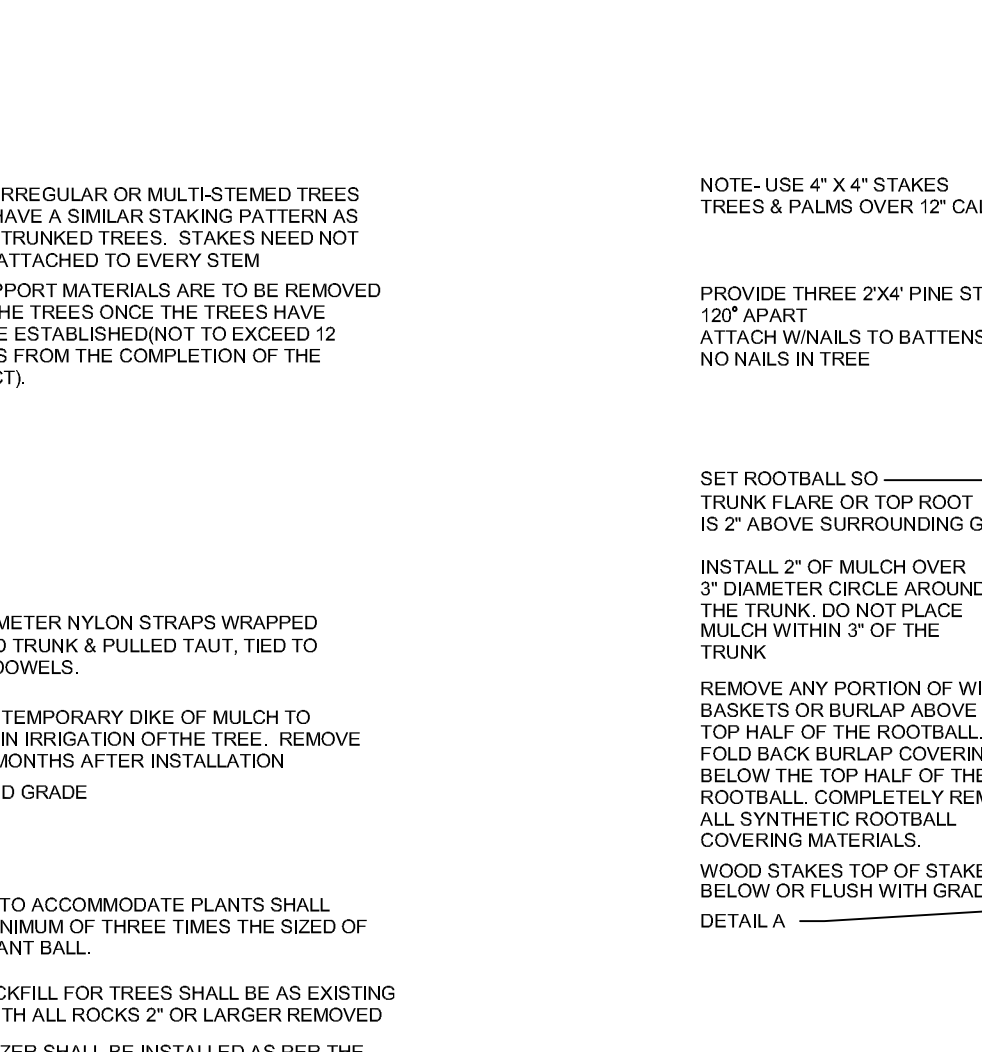 RREGULAR OR MULTI-STEMED TREES
HAVE A SIMILAR STAKING PATTERN AS
TRUNKED TREES. STAKES NEED NOT
ATTACHED TO EVERY STEM
PPORT MATERIALS ARE TO BE REMOVED
HE TREES ONCE THE TREES HAVE
E ESTABLISHED(NOT TO EXCEED 12
S FROM THE COMPLETION OF THE
CT).
METER NYLON STRAPS WRAPPED
D TRUNK & PULLED TAUT, TIED TO
DOWELS.
TEMPORARY DIKE OF MULCH TO
IN IRRIGATION OFTHE TREE. REMOVE
MONTHS AFTER INSTALLATION
D GRADE
TO ACCOMMODATE PLANTS SHALL
NIMUM OF THREE TIMES THE SIZED OF
ANT BALL.
CKFILL FOR TREES SHALL BE AS EXISTING
TH ALL ROCKS 2" OR LARGER REMOVED
ZER SHALL BE INSTALLED AS PER THE
NOTE- USE 4" X 4" STAKES
TREES & PALMS OVER 12" CAL
PROVIDE THREE 2'X4' PINE ST
120° APART
ATTACH W/NAILS TO BATTENS
NO NAILS IN TREE
SET ROOTBALL SO
TRUNK FLARE OR TOP ROOT
IS 2" ABOVE SURROUNDING G
INSTALL 2" OF MULCH OVER
3" DIAMETER CIRCLE AROUND
THE TRUNK. DO NOT PLACE
MULCH WITHIN 3" OF THE
TRUNK
REMOVE ANY PORTION OF WI
BASKETS OR BURLAP ABOVE
TOP HALF OF THE ROOTBALL.
FOLD BACK BURLAP COVERIN
BELOW THE TOP HALF OF THE
ROOTBALL. COMPLETELY REM
ALL SYNTHETIC ROOTBALL
COVERING MATERIALS.
WOOD STAKES TOP OF STAKE
BELOW OR FLUSH WITH GRAD
DETAIL A